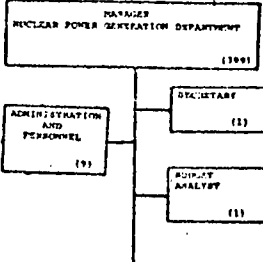 MANAGER
NUCLEAR POWER GENERATION DEPARTMENT
(399)
SECRETARY
(1)
ADMINISTRATION
AND
PERSONNEL
(9)
BUDGET
ANALYST
(1)